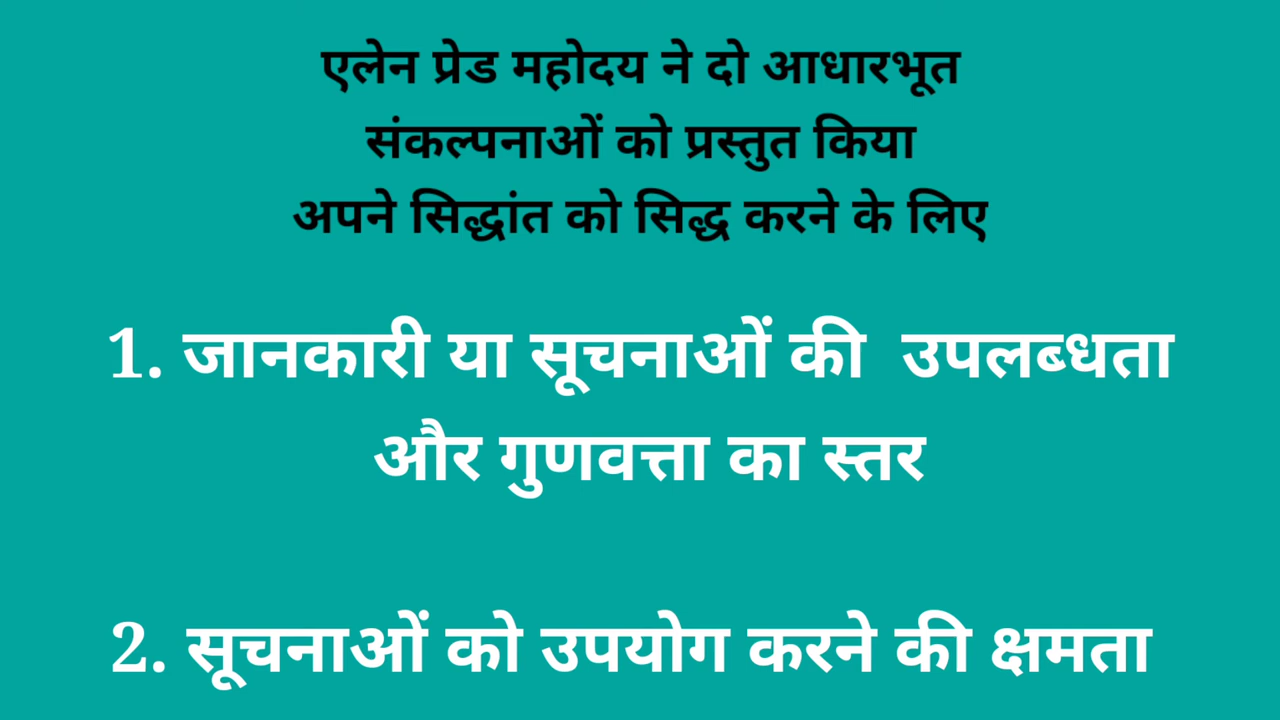 एलेन प्रेड महोदय ने दो आधारभूत
संकल्पनाओं को प्रस्तुत किया
अपने सिद्धांत को सिद्ध करने के लिए
1. जानकारी या सूचनाओं की उपलब्धता
और गुणवत्ता का स्तर
2. सूचनाओं को उपयोग करने की क्षमता